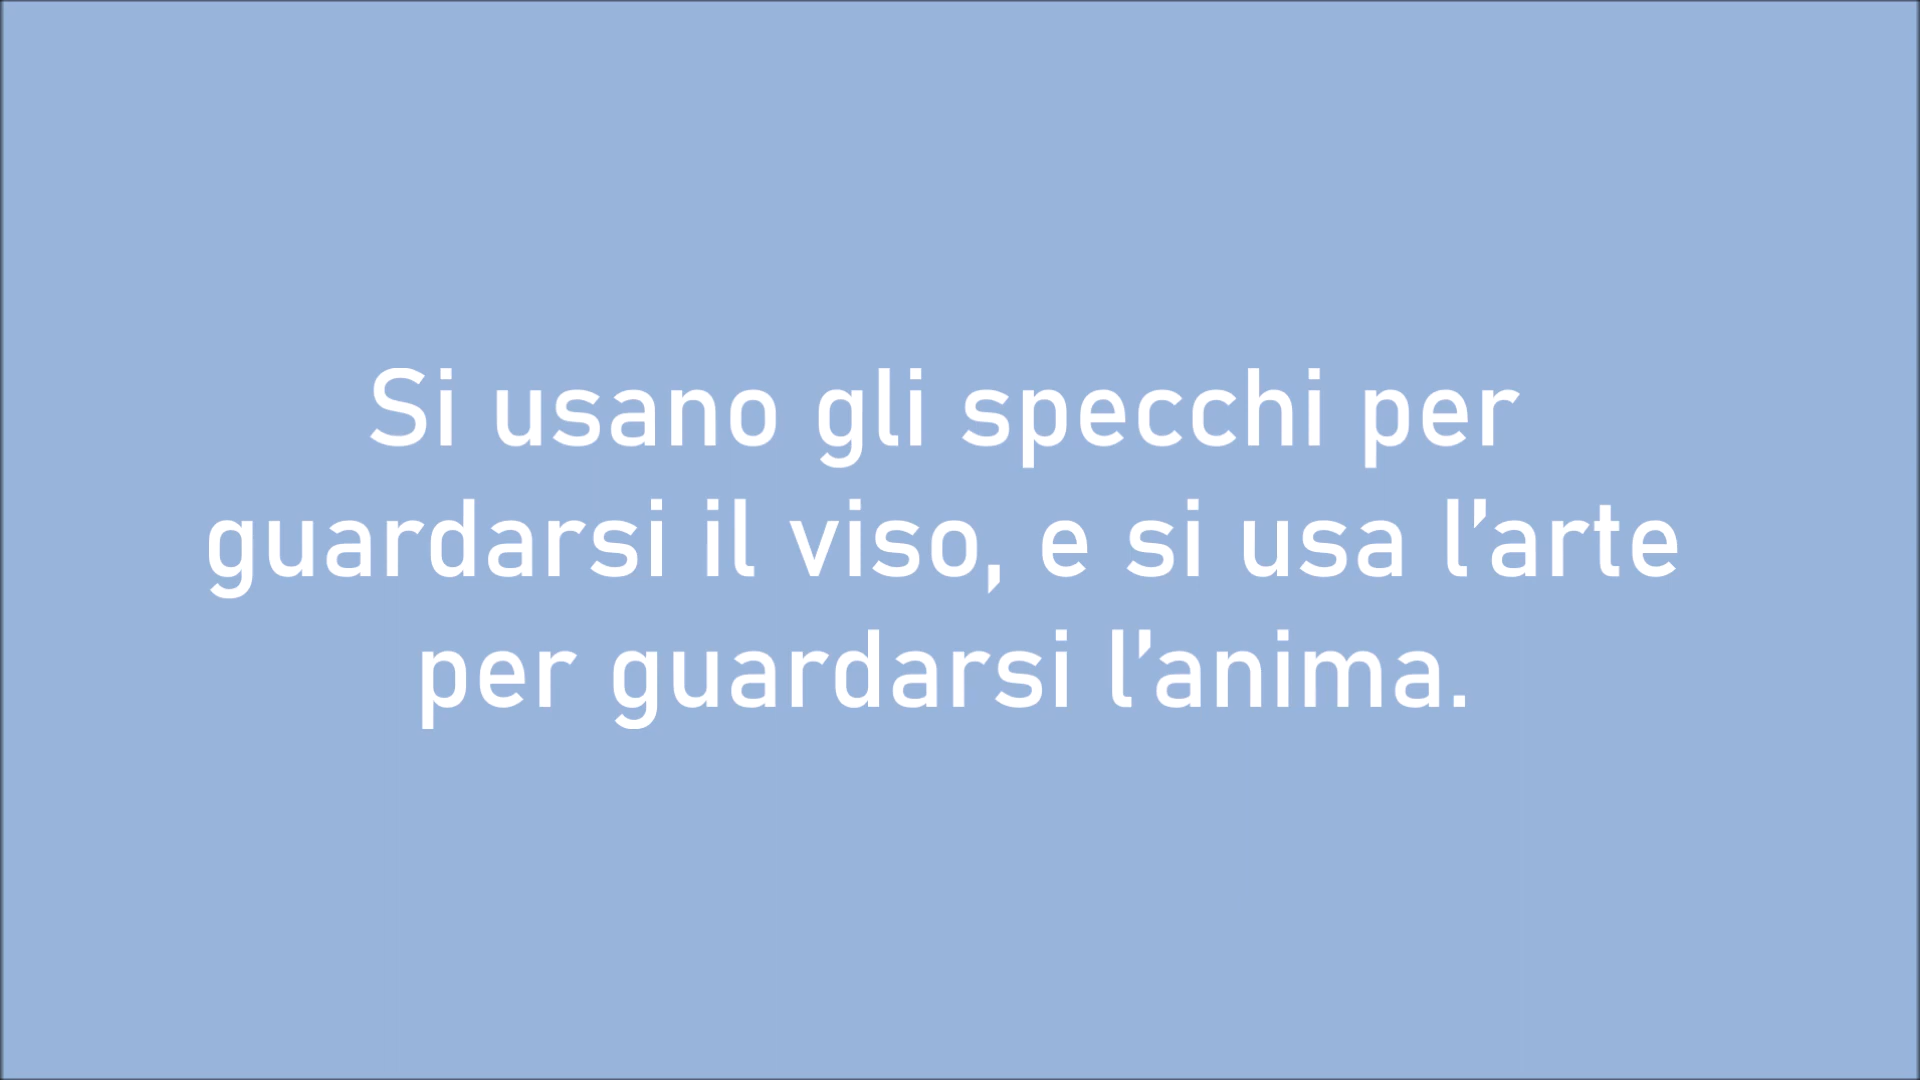 Si usano gli specchi per
guardarsi il viso, e si usa l’arte
per guardarsi l’anima.